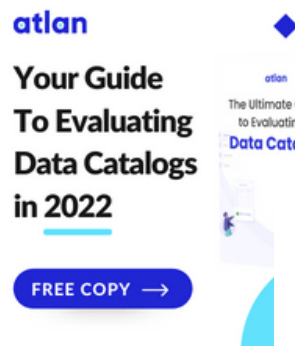 atlan
Your Guide
To Evaluating
Data Catalogs
in 2022
FREE COPY
atlan
The Ultimate
to Evaluatin
Data Cata